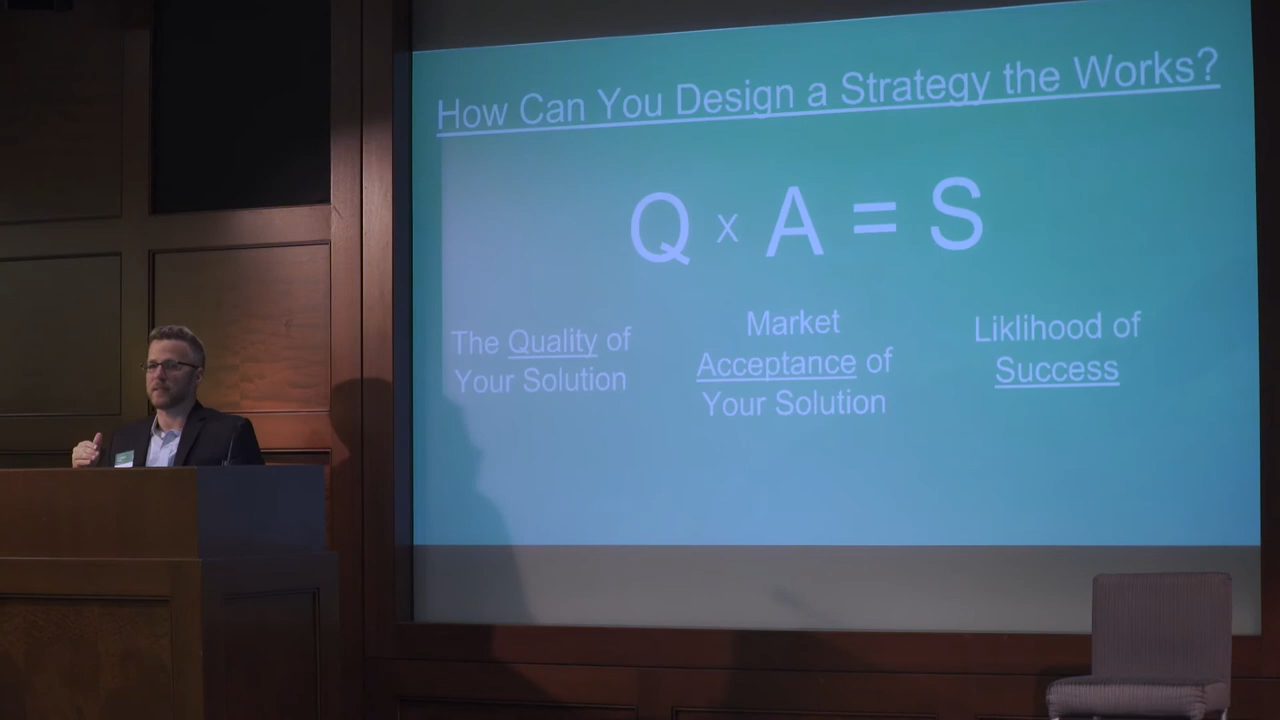 How Can You Design a Strategy the Works?
Q x A = S
The Quality of
Your Solution
Market
Acceptance of
Your Solution
Liklihood of
Success